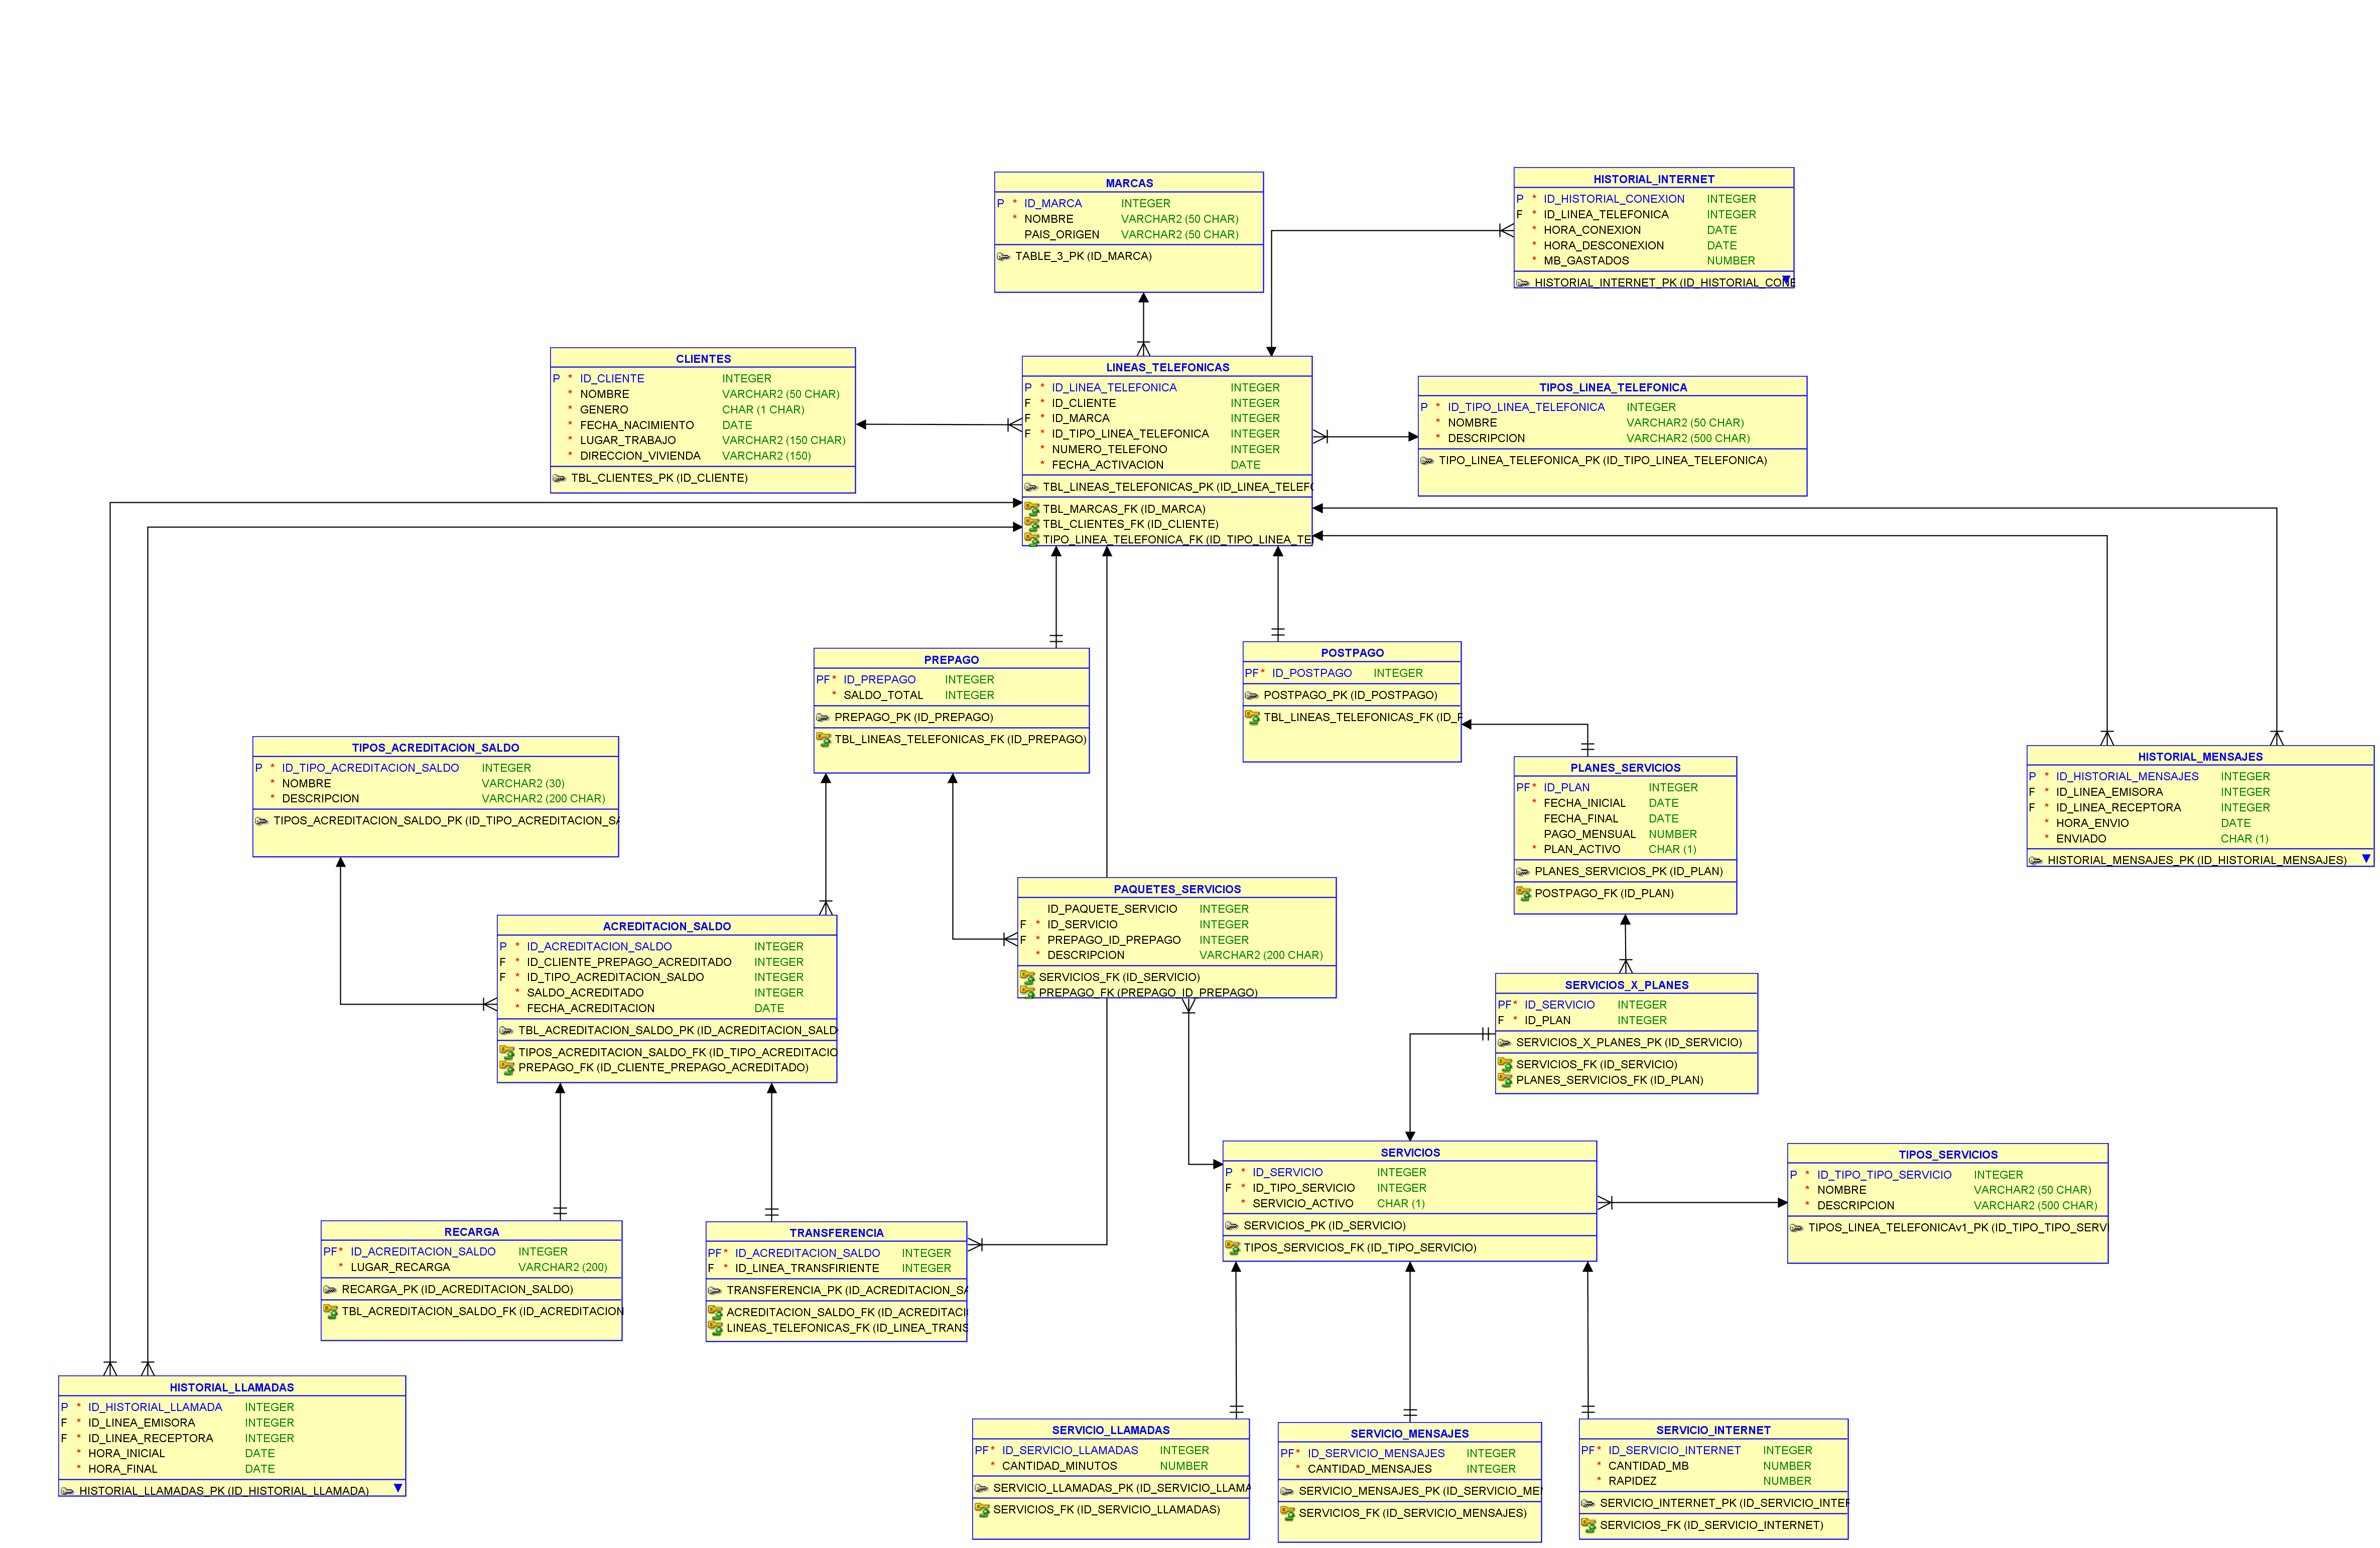 MARCAS
P * ID_MARCA INTEGER
* NOMBRE VARCHAR2 (50 CHAR)
PAIS_ORIGEN VARCHAR2 (50 CHAR)
TABLE_3_PK (ID_MARCA)
HISTORIAL_INTERNET
P * ID_HISTORIAL_CONEXION INTEGER
F * ID_LINEA_TELEFONICA INTEGER
* HORA_CONEXION DATE
* HORA_DESCONEXION DATE
* MB_GASTADOS NUMBER
HISTORIAL_INTERNET_PK (ID_HISTORIAL_CONE
CLIENTES
P * ID_CLIENTE INTEGER
* NOMBRE VARCHAR2 (50 CHAR)
* GENERO CHAR (1 CHAR)
* FECHA_NACIMIENTO DATE
* LUGAR_TRABAJO VARCHAR2 (150 CHAR)
* DIRECCION_VIVIENDA VARCHAR2 (150)
TBL_CLIENTES_PK (ID_CLIENTE)
LINEAS_TELEFONICAS
P * ID_LINEA_TELEFONICA INTEGER
F * ID_CLIENTE INTEGER
F * ID_MARCA INTEGER
F * ID_TIPO_LINEA_TELEFONICA INTEGER
* NUMERO_TELEFONO INTEGER
* FECHA_ACTIVACION DATE
TBL_LINEAS_TELEFONICAS_PK (ID_LINEA_TELEFO
TBL_MARCAS_FK (ID_MARCA)
TBL_CLIENTES_FK (ID_CLIENTE)
TIPO_LINEA_TELEFONICA_FK (ID_TIPO_LINEA_TE
TIPOS_LINEA_TELEFONICA
P * ID_TIPO_LINEA_TELEFONICA INTEGER
* NOMBRE VARCHAR2 (50 CHAR)
* DESCRIPCION VARCHAR2 (500 CHAR)
TIPO_LINEA_TELEFONICA_PK (ID_TIPO_LINEA_TELEFONICA)
PREPAGO
PF * ID_PREPAGO INTEGER
* SALDO_TOTAL INTEGER
PREPAGO_PK (ID_PREPAGO)
TBL_LINEAS_TELEFONICAS_FK (ID_PREPAGO)
POSTPAGO
PF * ID_POSTPAGO INTEGER
POSTPAGO_PK (ID_POSTPAGO)
TBL_LINEAS_TELEFONICAS_FK (ID_P
TIPOS_ACREDITACION_SALDO
P * ID_TIPO_ACREDITACION_SALDO INTEGER
* NOMBRE VARCHAR2 (30)
* DESCRIPCION VARCHAR2 (200 CHAR)
TIPOS_ACREDITACION_SALDO_PK (ID_TIPO_ACREDITACION_SA
PLANES_SERVICIOS
PF * ID_PLAN INTEGER
* FECHA_INICIAL DATE
FECHA_FINAL DATE
PAGO_MENSUAL NUMBER
* PLAN_ACTIVO CHAR (1)
PLANES_SERVICIOS_PK (ID_PLAN)
POSTPAGO_FK (ID_PLAN)
HISTORIAL_MENSAJES
P * ID_HISTORIAL_MENSAJES INTEGER
F * ID_LINEA_EMISORA INTEGER
F * ID_LINEA_RECEPTORA INTEGER
* HORA_ENVIO DATE
* ENVIADO CHAR (1)
HISTORIAL_MENSAJES_PK (ID_HISTORIAL_MENSAJES)
ACREDITACION_SALDO
P * ID_ACREDITACION_SALDO INTEGER
F * ID_CLIENTE_PREPAGO_ACREDITADO INTEGER
F * ID_TIPO_ACREDITACION_SALDO INTEGER
* SALDO_ACREDITADO INTEGER
* FECHA_ACREDITACION DATE
TBL_ACREDITACION_SALDO_PK (ID_ACREDITACION_SALD
TIPOS_ACREDITACION_SALDO_FK (ID_TIPO_ACREDITACIO
PREPAGO_FK (ID_CLIENTE_PREPAGO_ACREDITADO)
PAQUETES_SERVICIOS
ID_PAQUETE_SERVICIO INTEGER
F * ID_SERVICIO INTEGER
F * PREPAGO_ID_PREPAGO INTEGER
* DESCRIPCION VARCHAR2 (200 CHAR)
SERVICIOS_FK (ID_SERVICIO)
PREPAGO_FK (PREPAGO_ID_PREPAGO)
SERVICIOS_X_PLANES
PF * ID_SERVICIO INTEGER
F * ID_PLAN INTEGER
SERVICIOS_X_PLANES_PK (ID_SERVICIO)
SERVICIOS_FK (ID_SERVICIO)
PLANES_SERVICIOS_FK (ID_PLAN)
SERVICIOS
P * ID_SERVICIO INTEGER
F * ID_TIPO_SERVICIO INTEGER
* SERVICIO_ACTIVO CHAR (1)
SERVICIOS_PK (ID_SERVICIO)
TIPOS_SERVICIOS_FK (ID_TIPO_SERVICIO)
TIPOS_SERVICIOS
P * ID_TIPO_TIPO_SERVICIO INTEGER
* NOMBRE VARCHAR2 (50 CHAR)
* DESCRIPCION VARCHAR2 (500 CHAR)
TIPOS_LINEA_TELEFONICAv1_PK (ID_TIPO_TIPO_SERVI
RECARGA
PF * ID_ACREDITACION_SALDO INTEGER
* LUGAR_RECARGA VARCHAR2 (200)
RECARGA_PK (ID_ACREDITACION_SALDO)
TBL_ACREDITACION_SALDO_FK (ID_ACREDITACION
TRANSFERENCIA
PF * ID_ACREDITACION_SALDO INTEGER
F * ID_LINEA_TRANSFIRIENTE INTEGER
TRANSFERENCIA_PK (ID_ACREDITACION_SA
ACREDITACION_SALDO_FK (ID_ACREDITACI
LINEAS_TELEFONICAS_FK (ID_LINEA_TRANS
HISTORIAL_LLAMADAS
P * ID_HISTORIAL_LLAMADA INTEGER
F * ID_LINEA_EMISORA INTEGER
F * ID_LINEA_RECEPTORA INTEGER
* HORA_INICIAL DATE
* HORA_FINAL DATE
HISTORIAL_LLAMADAS_PK (ID_HISTORIAL_LLAMADA)
SERVICIO_LLAMADAS
PF * ID_SERVICIO_LLAMADAS INTEGER
* CANTIDAD_MINUTOS NUMBER
SERVICIO_LLAMADAS_PK (ID_SERVICIO_LLAMA
SERVICIOS_FK (ID_SERVICIO_LLAMADAS)
SERVICIO_MENSAJES
PF * ID_SERVICIO_MENSAJES INTEGER
* CANTIDAD_MENSAJES INTEGER
SERVICIO_MENSAJES_PK (ID_SERVICIO_MEN
SERVICIOS_FK (ID_SERVICIO_MENSAJES)
SERVICIO_INTERNET
PF * ID_SERVICIO_INTERNET INTEGER
* CANTIDAD_MB NUMBER
* RAPIDEZ NUMBER
SERVICIO_INTERNET_PK (ID_SERVICIO_INTER
SERVICIOS_FK (ID_SERVICIO_INTERNET)